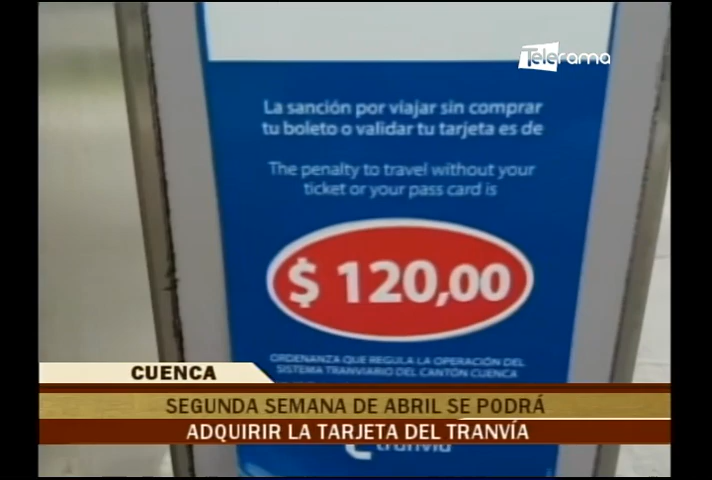 Telerama
La sanción por viajar sin comprar
tu boleto o validar tu tarjeta es de
The penalty to travel without your
ticket or your pass card is
$ 120,00
ORDENANZA QUE REGULA LA OPERACIÓN DEL
SISTEMA TRANVIARIO DEL CANTÓN CUENCA
CUENCA
SEGUNDA SEMANA DE ABRIL SE PODRÁ
ADQUIRIR LA TARJETA DEL TRANVÍA
tranvía